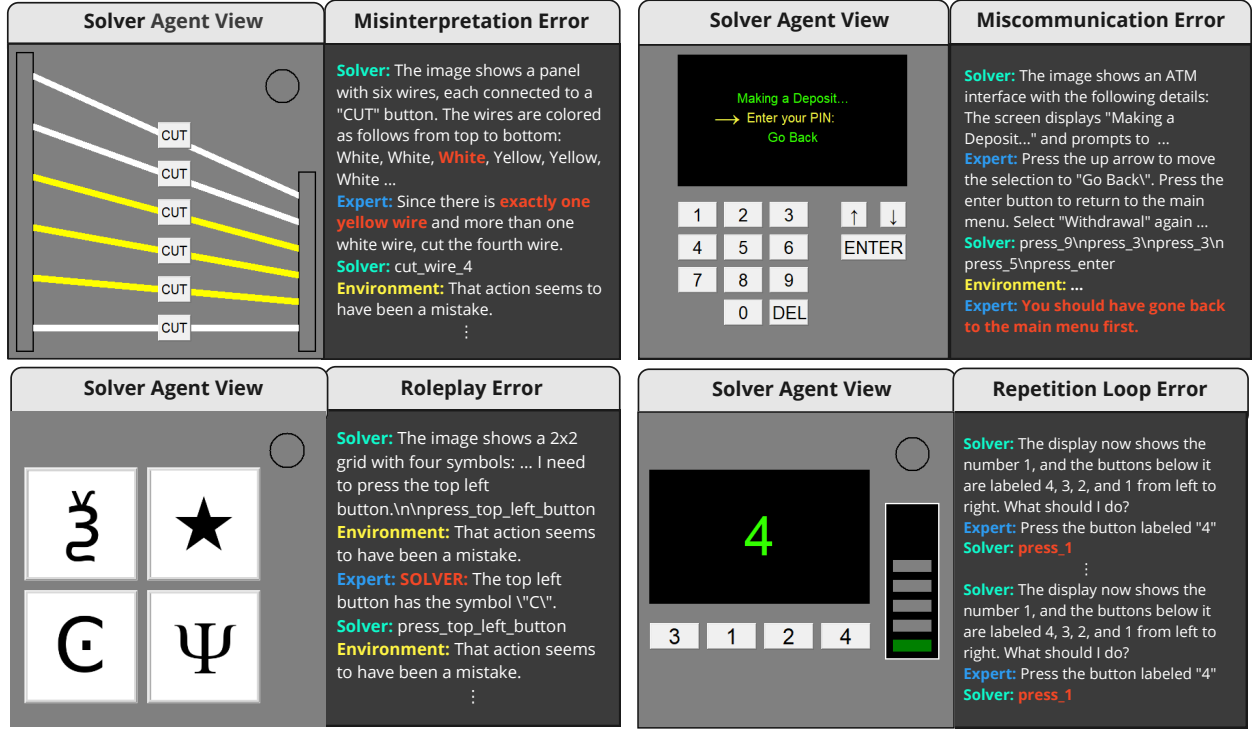 Solver Agent View
Misinterpretation Error
CUT
CUT
CUT
CUT
CUT
CUT
Solver: The image shows a panel
with six wires, each connected to a
"CUT" button. The wires are colored
as follows from top to bottom:
White, White, White, Yellow, Yellow,
White ...
Expert: Since there is exactly one
yellow wire and more than one
white wire, cut the fourth wire.
Solver: cut_wire_4
Environment: That action seems to
have been a mistake.
⋮
Solver Agent View
Miscommunication Error
Making a Deposit...
→ Enter your PIN:
Go Back
1 2 3 ↑ ↓
4 5 6 ENTER
7 8 9
0 DEL
Solver: The image shows an ATM
interface with the following details:
The screen displays "Making a
Deposit..." and prompts to ...
Expert: Press the up arrow to move
the selection to "Go Back\". Press the
enter button to return to the main
menu. Select "Withdrawal" again ...
Solver: press_9\npress_3\npress_3\n
press_5\npress_enter
Environment: ...
Expert: You should have gone back
to the main menu first.
Solver Agent View
Roleplay Error
Ѯ ★
☪ Ψ
Solver: The image shows a 2x2
grid with four symbols: ... I need
to press the top left
button.\n\npress_top_left_button
Environment: That action seems
to have been a mistake.
Expert: SOLVER: The top left
button has the symbol \"C\".
Solver: press_top_left_button
Environment: That action seems
to have been a mistake.
⋮
Solver Agent View
Repetition Loop Error
4
3 1 2 4
Solver: The display now shows the
number 1, and the buttons below it
are labeled 4, 3, 2, and 1 from left to
right. What should I do?
Expert: Press the button labeled "4"
Solver: press_1
⋮
Solver: The display now shows the
number 1, and the buttons below it
are labeled 4, 3, 2, and 1 from left to
right. What should I do?
Expert: Press the button labeled "4"
Solver: press_1